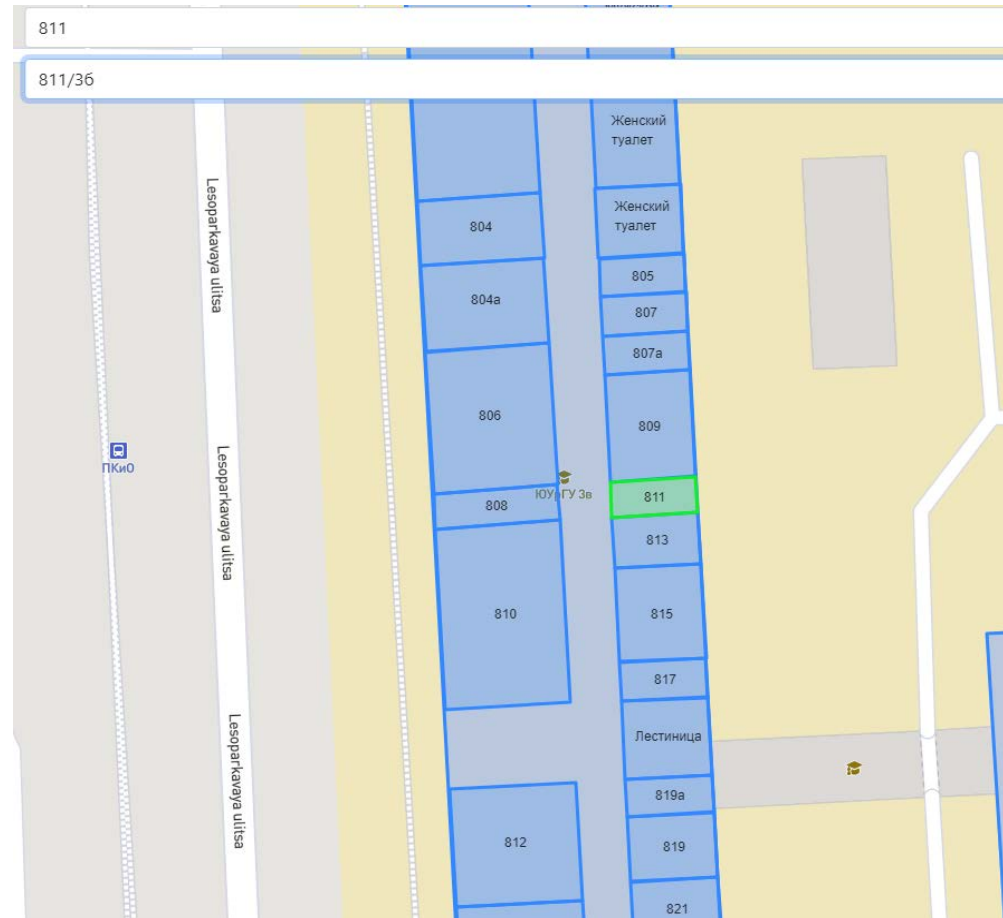 811
811/3б
Женский
туалет
Женский
туалет
804
805
804а
807
807а
806
809
ПКиО
ЮУрГУ 3в
811
808
813
810
815
817
Лестиница
819а
812
819
821
Lesoparkavaya ulitsa
Lesoparkavaya ulitsa
Lesoparkavaya ulitsa